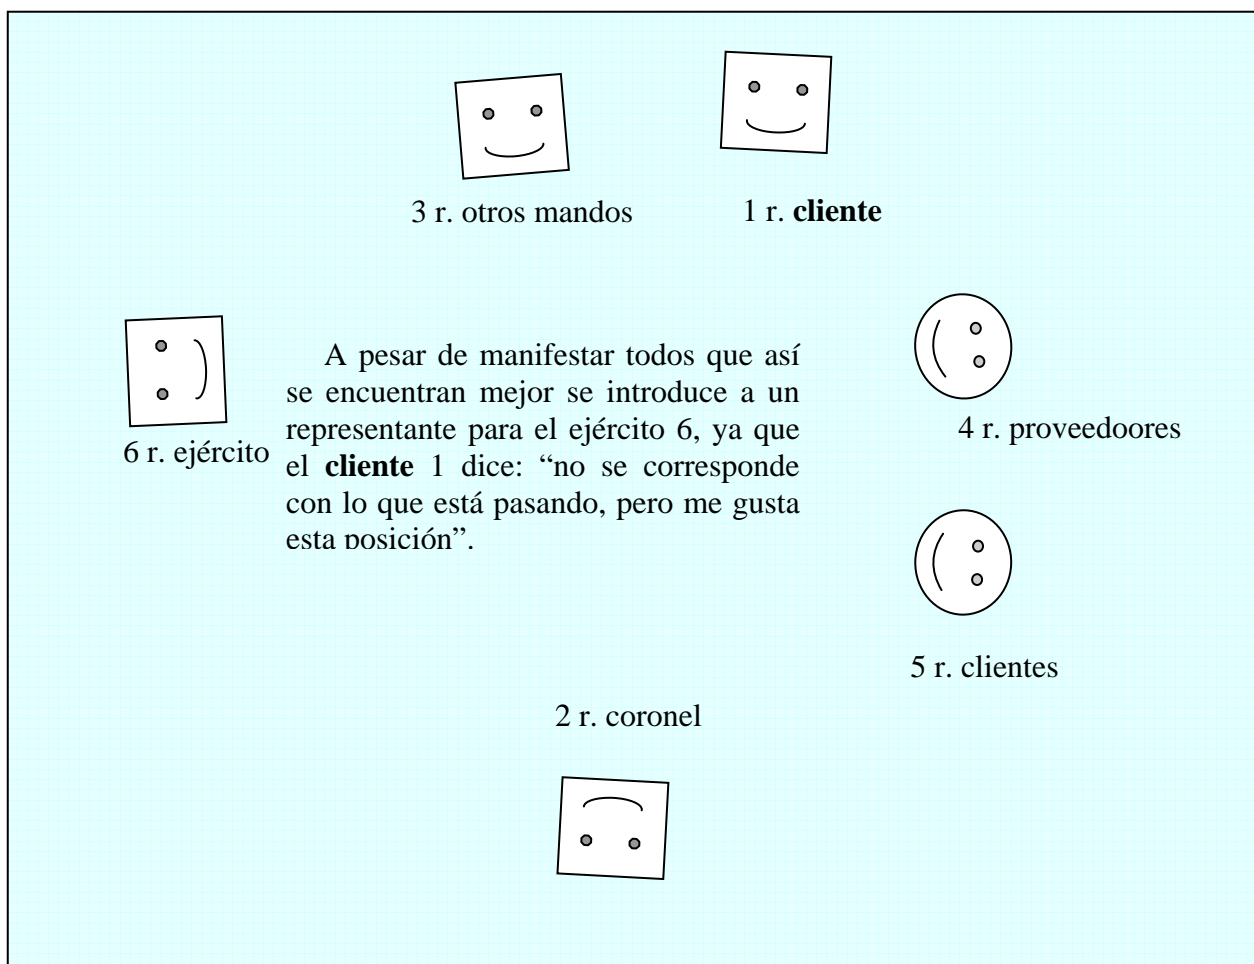 3 r. otros mandos
1 r. cliente
A pesar de manifestar todos que así
se encuentran mejor se introduce a un
representante para el ejército 6, ya que
el cliente 1 dice: “no se corresponde
con lo que está pasando, pero me gusta
esta posición”.
6 r. ejército
4 r. proveedoores
5 r. clientes
2 r. coronel